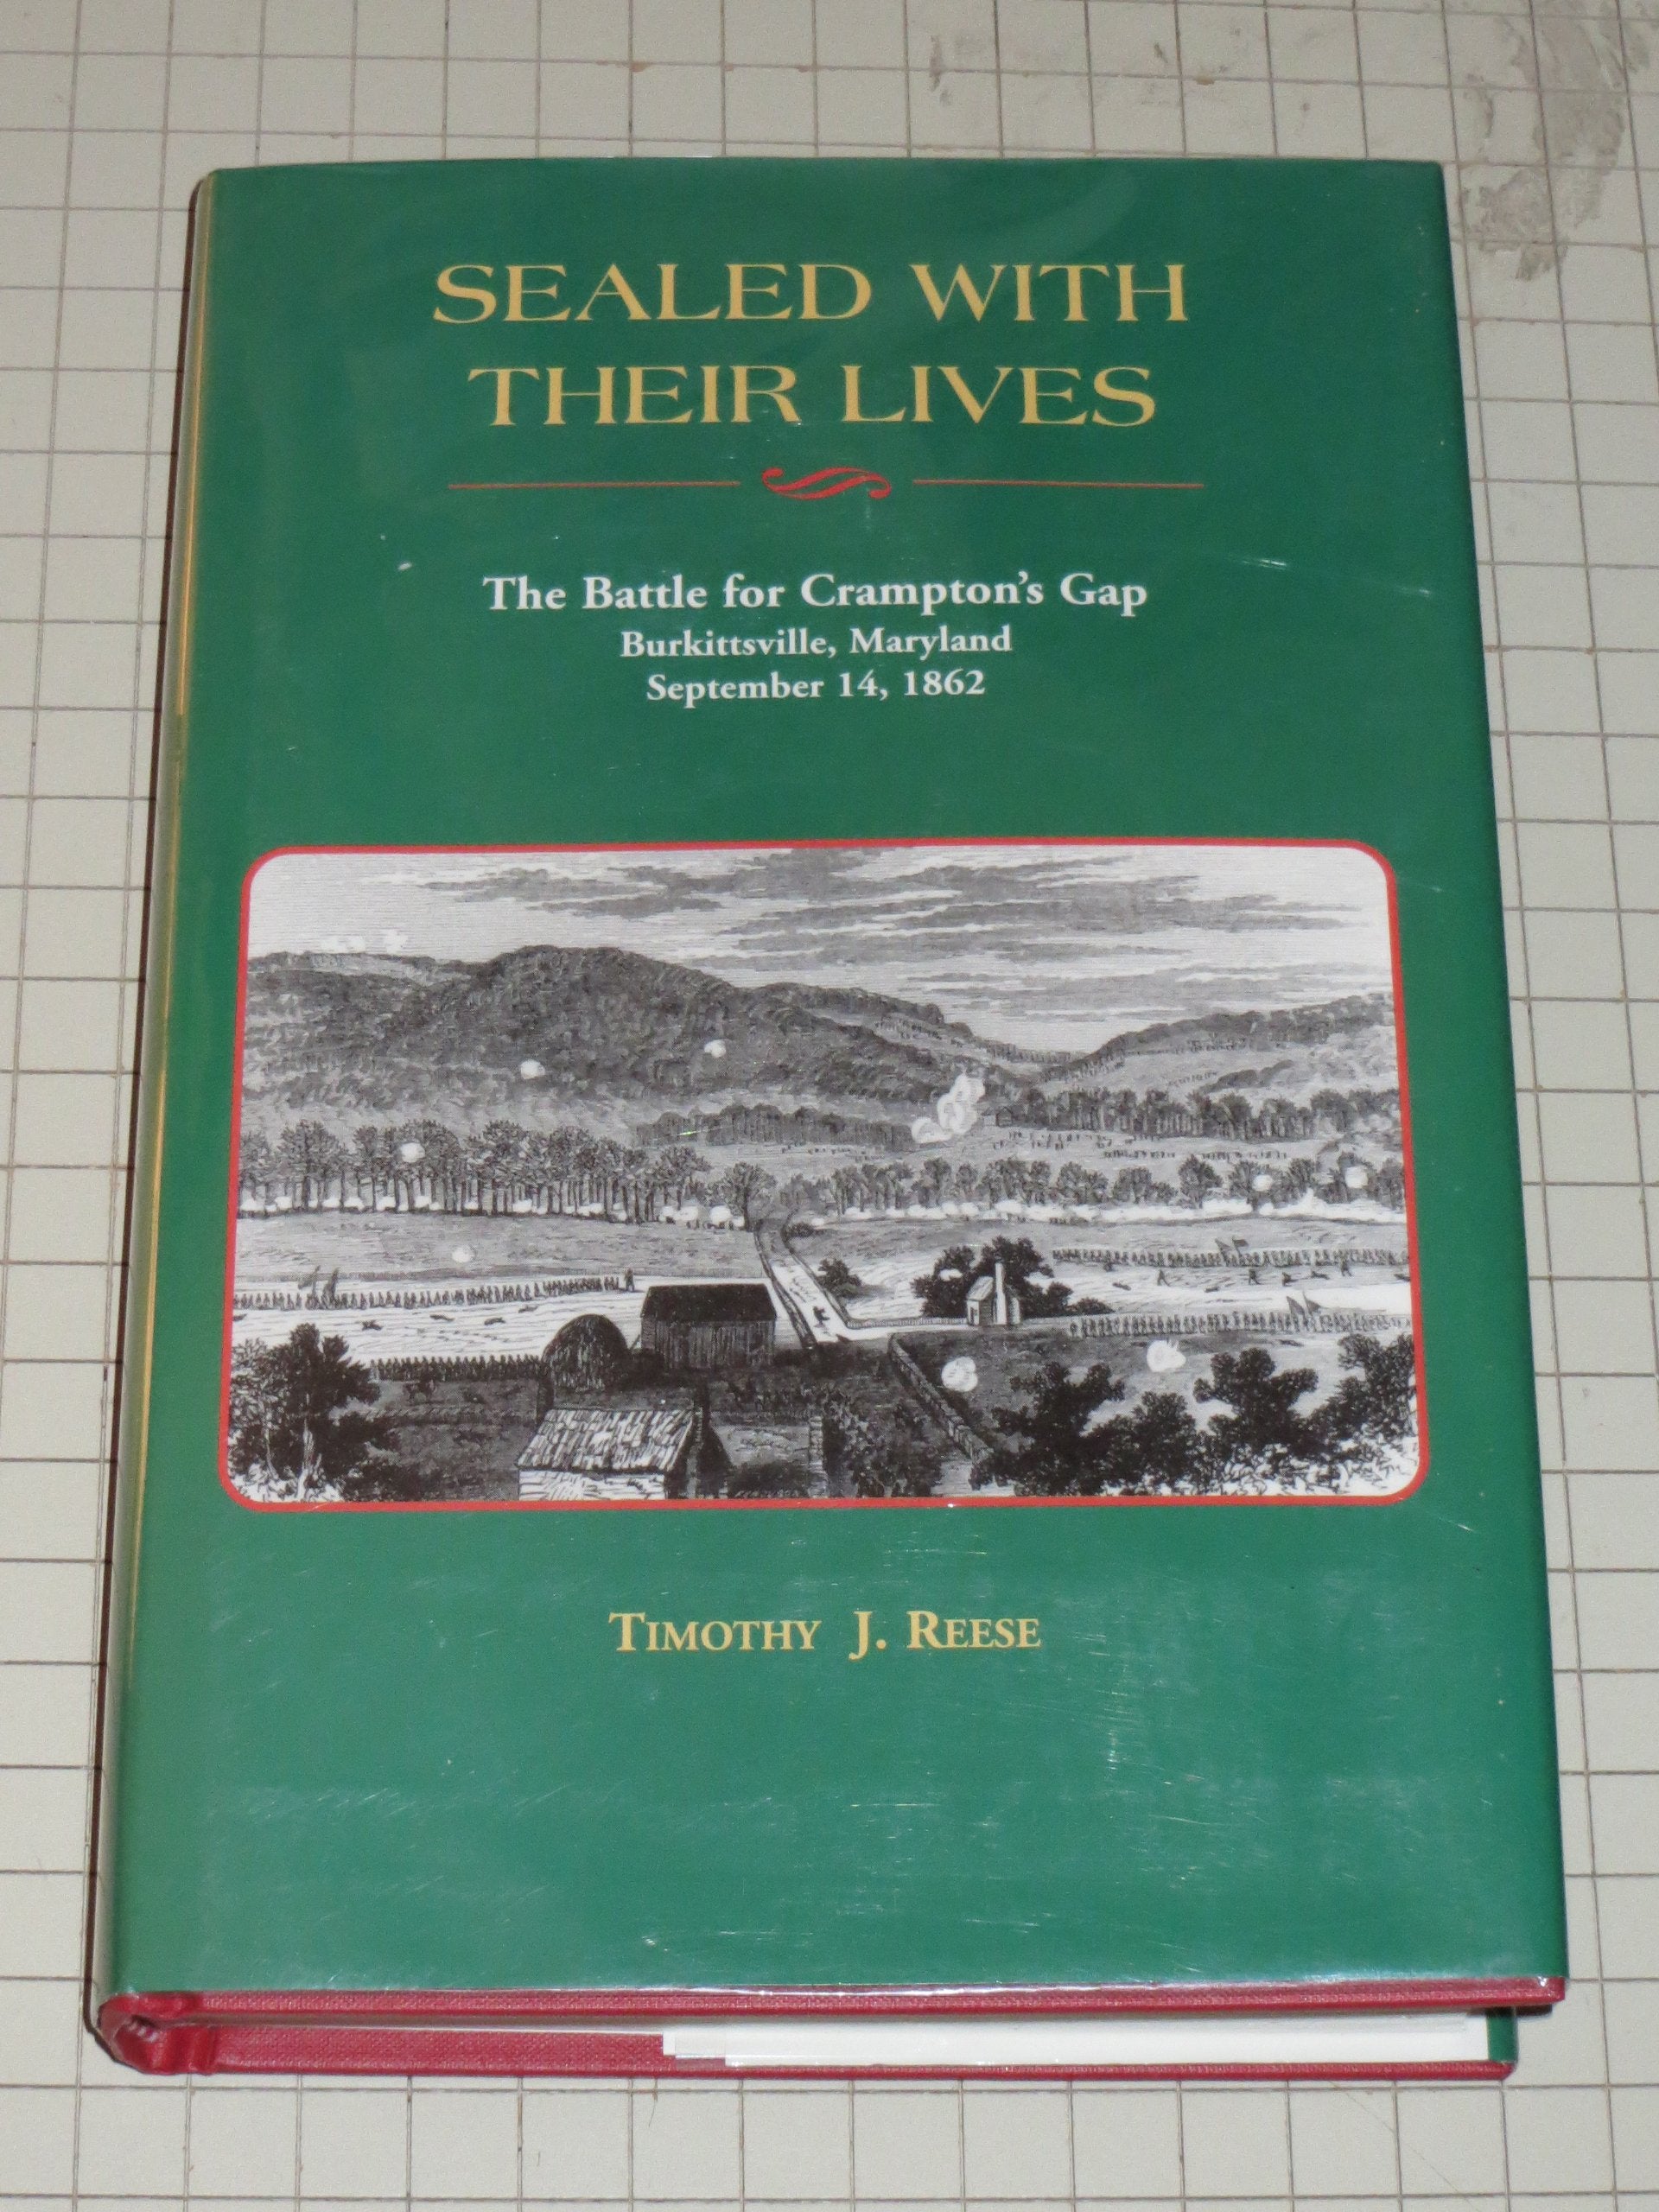 SEALED WITH
THEIR LIVES
The Battle for Crampton's Gap
Burkittsville, Maryland
September 14, 1862
TIMOTHY J. REESE